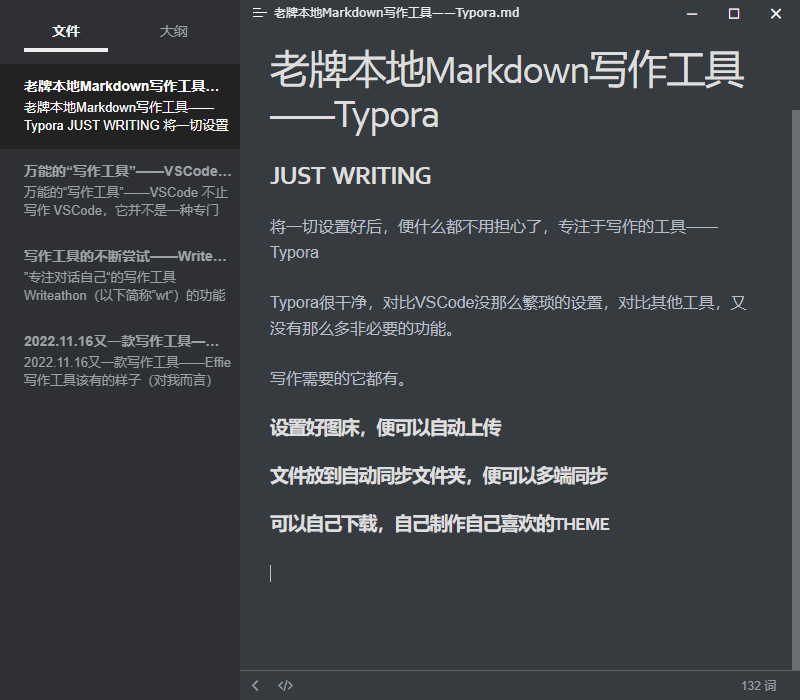 文件
大纲
老牌本地Markdown写作工具…
老牌本地Markdown写作工具——
Typora JUST WRITING 将一切设置
万能的“写作工具”——VSCode…
万能的“写作工具”——VSCode 不止
写作 VSCode，它并不是一种专门
写作工具的不断尝试——Write…
”专注对话自己“的写作工具
Writeathon（以下简称”wt“）的功能
2022.11.16又一款写作工具—…
2022.11.16又一款写作工具——Effie
写作工具该有的样子（对我而言）
老牌本地Markdown写作工具——Typora.md
老牌本地Markdown写作工具
——Typora
JUST WRITING
将一切设置好后，便什么都不用担心了，专注于写作的工具——
Typora
Typora很干净，对比VSCode没那么繁琐的设置，对比其他工具，又
没有那么多非必要的功能。
写作需要的它都有。
设置好图床，便可以自动上传
文件放到自动同步文件夹，便可以多端同步
可以自己下载，自己制作自己喜欢的THEME
132 词